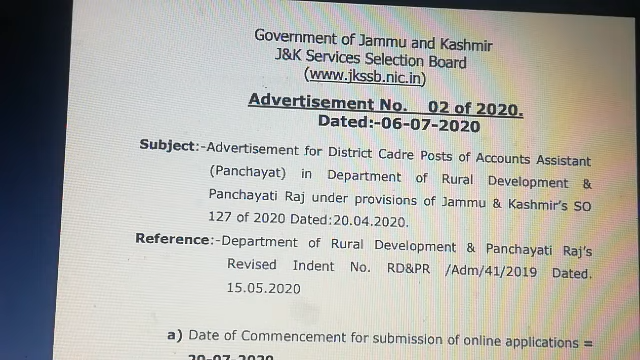 Government of Jammu and Kashmir
J&K Services Selection Board
(www.jkssb.nic.in)
Advertisement No. 02 of 2020.
Dated:-06-07-2020
Subject:-Advertisement for District Cadre Posts of Accounts Assistant
(Panchayat) in Department of Rural Development &
Panchayati Raj under provisions of Jammu & Kashmir's SO
127 of 2020 Dated:20.04.2020.
Reference:-Department of Rural Development & Panchayati Raj's
Revised Indent No. RD&PR /Adm/41/2019 Dated.
15.05.2020
a) Date of Commencement for submission of online applications =
20-07-2020